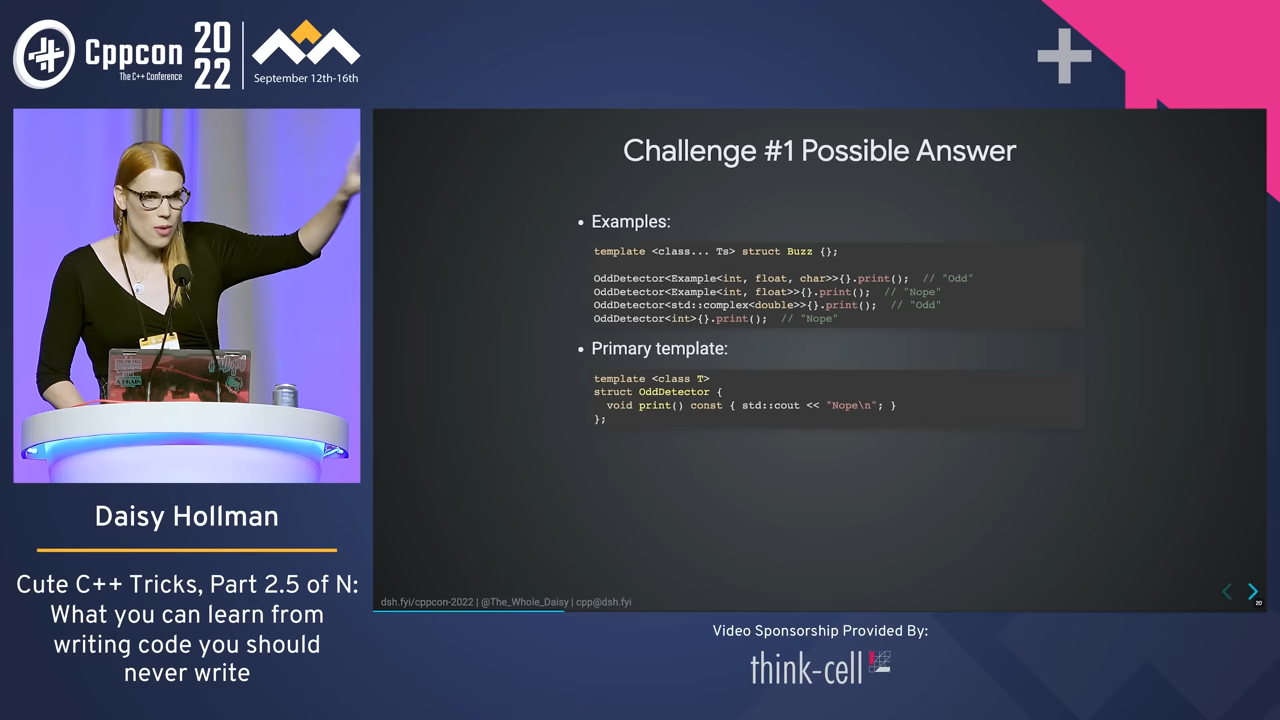 Cppcon
The C++ Conference
20
22
September 12th-16th
Challenge #1 Possible Answer
• Examples:
template <class... Ts> struct Buzz {};
OddDetector<Example<int, float, char>>{}.print(); // "Odd"
OddDetector<Example<int, float>>{}.print(); // "Nope"
OddDetector<std::complex<double>>{}.print(); // "Odd"
OddDetector<int>{}.print(); // "Nope"
• Primary template:
template <class T>
struct OddDetector {
void print() const { std::cout << "Nope\n"; }
};
dsh.fyi/cppcon-2022 | @The_Whole_Daisy | cpp@dsh.fyi
20
Daisy Hollman
Cute C++ Tricks, Part 2.5 of N:
What you can learn from
writing code you should
never write
Video Sponsorship Provided By:
think-cell